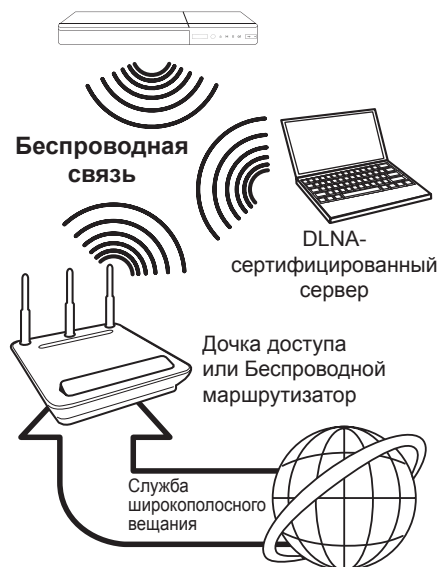 Беспроводная
связь
DLNA-
сертифицированный
сервер
Дочка доступа
или Беспроводной
маршрутизатор
Служба
широкополосного
вещания